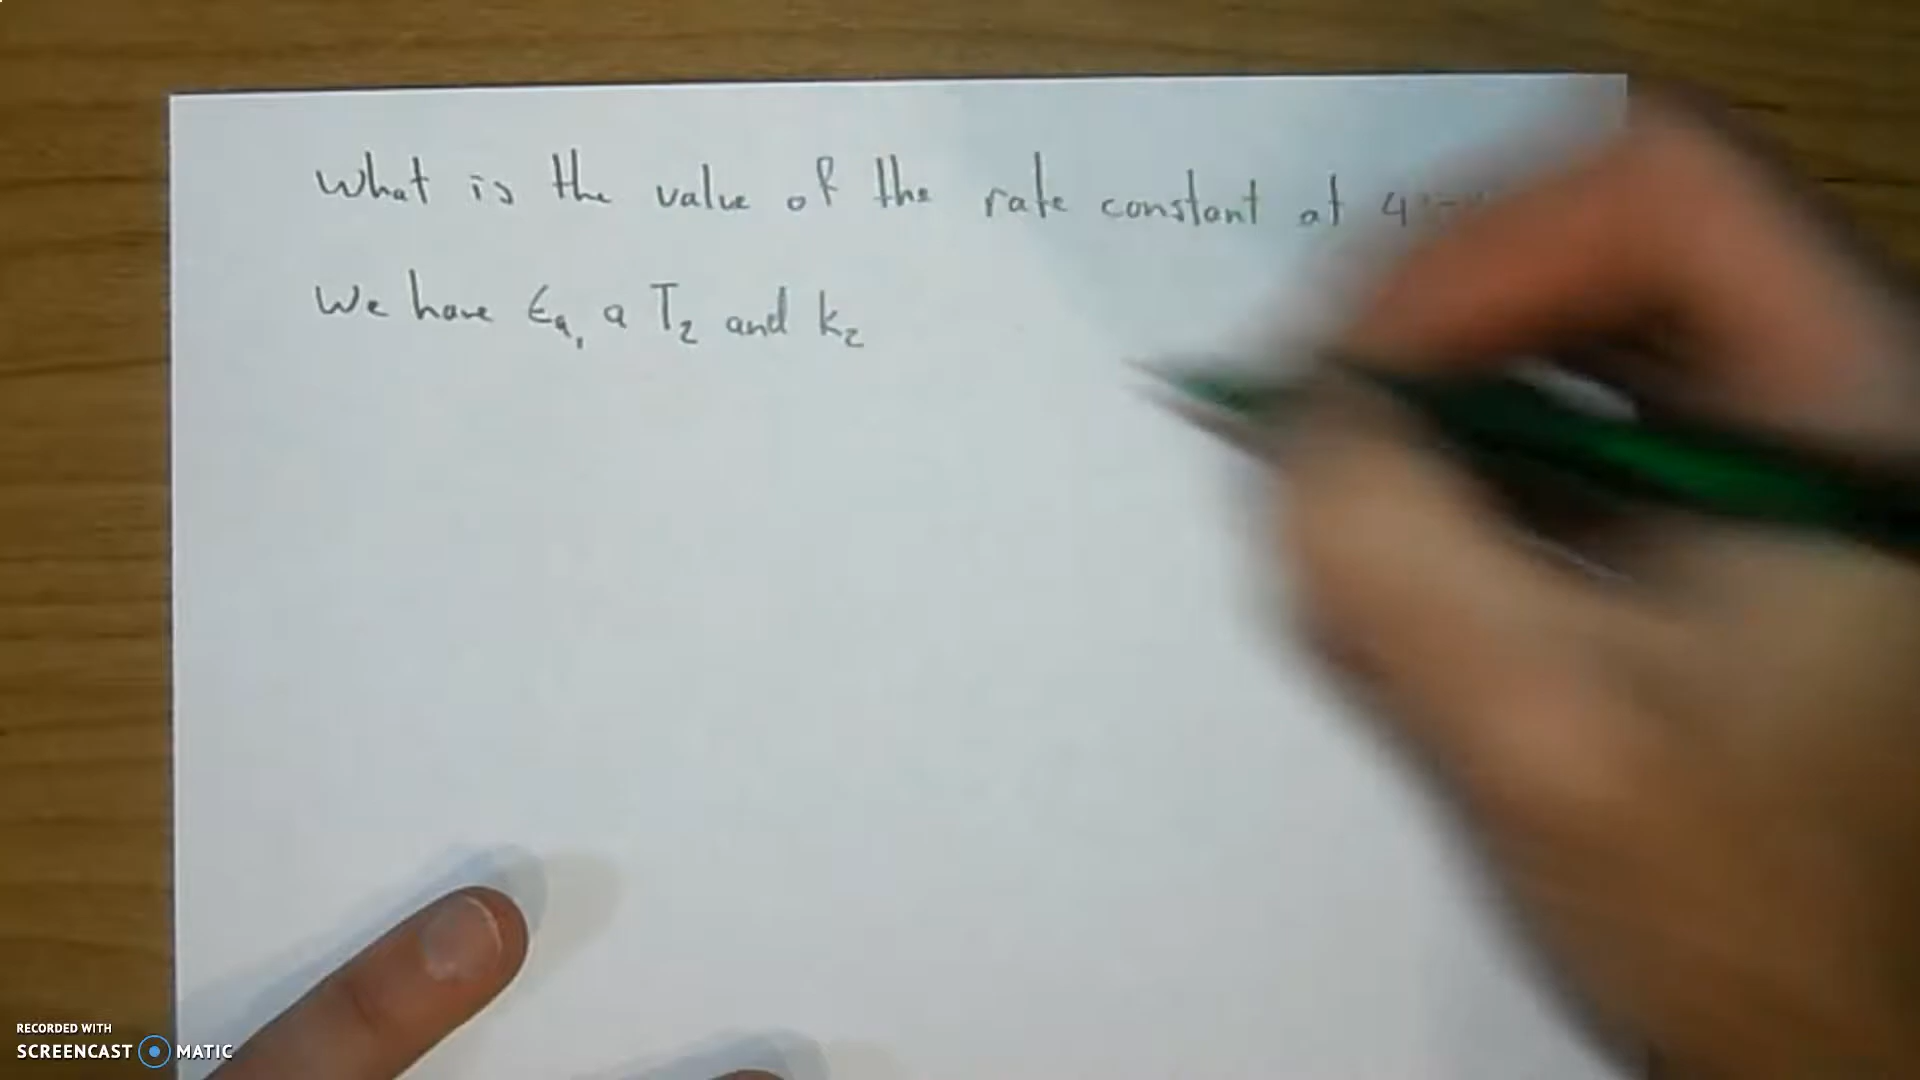 What is the value of the rate constant at 4
We have Ea, a T2 and k2
RECORDED WITH
SCREENCAST MATIC